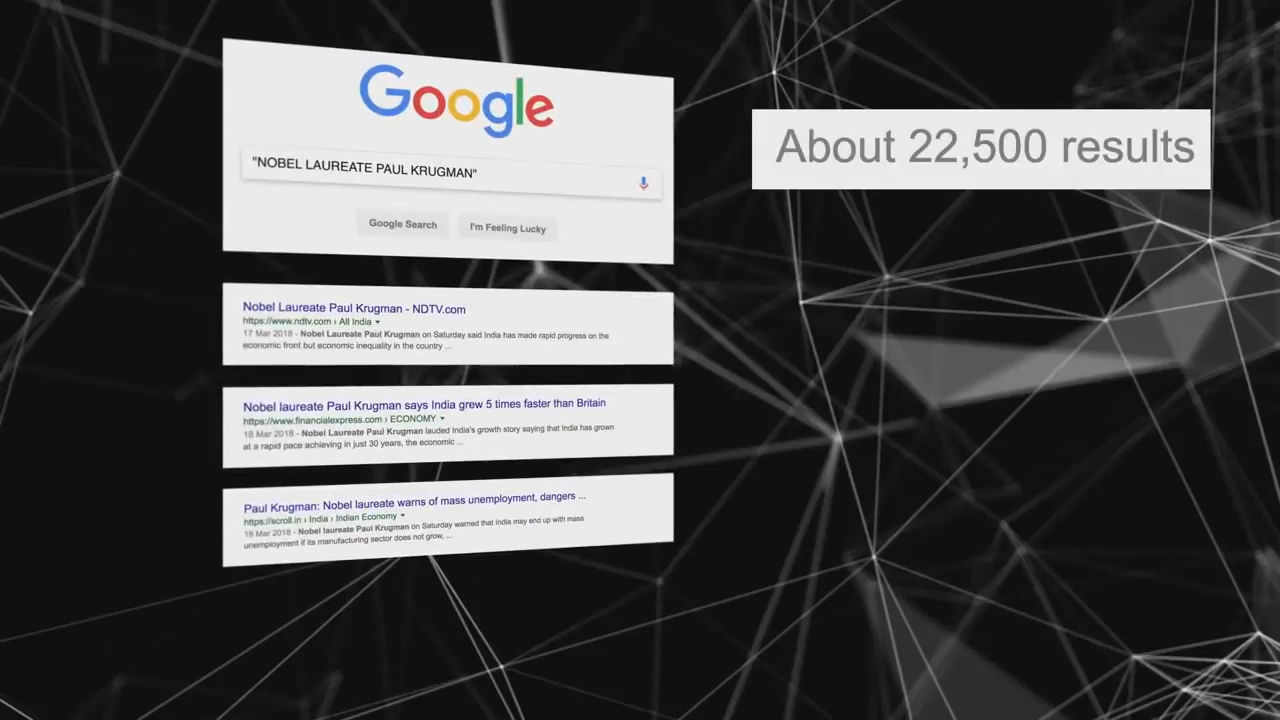 Google
"NOBEL LAUREATE PAUL KRUGMAN"
Google Search
I'm Feeling Lucky
About 22,500 results
Nobel Laureate Paul Krugman - NDTV.com
https://www.ndtv.com › All India
17 Mar 2018 - Nobel Laureate Paul Krugman on Saturday said India has made rapid progress on the
economic front but economic inequality in the country ...
Nobel laureate Paul Krugman says India grew 5 times faster than Britain
https://www.financialexpress.com › ECONOMY
18 Mar 2018 - Nobel Laureate Paul Krugman lauded India's growth story saying that India has grown
at a rapid pace achieving in just 30 years, the economic ...
Paul Krugman: Nobel laureate warns of mass unemployment, dangers ...
https://scroll.in › India › Indian Economy
18 Mar 2018 - Nobel laureate Paul Krugman on Saturday warned that India may end up with mass
unemployment if its manufacturing sector does not grow, ...